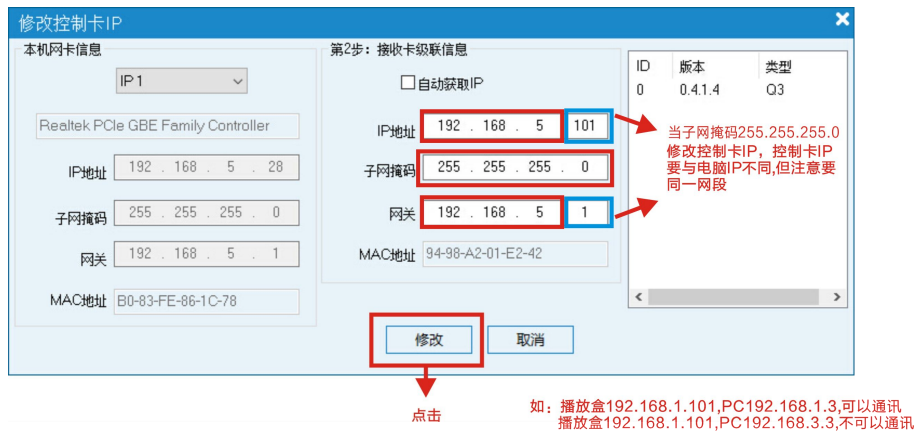 修改控制卡IP
本机网卡信息
IP 1
Realtek PCIe GBE Family Controller
IP地址 192 . 168 . 5 . 28
子网掩码 255 . 255 . 255 . 0
网关 192 . 168 . 5 . 1
MAC地址 B0-83-FE-86-1C-78
第2步：接收卡级联信息
自动获取IP
IP地址 192 . 168 . 5 101
子网掩码 255 . 255 . 255 . 0
网关 192 . 168 . 5 1
MAC地址 94-98-A2-01-E2-42
ID 版本 类型
0 0.4.1.4 Q3
当子网掩码255.255.255.0
修改控制卡IP，控制卡IP
要与电脑IP不同,但注意要
同一网段
修改 取消
点击
如：播放盒192.168.1.101,PC192.168.1.3,可以通讯
播放盒192.168.1.101,PC192.168.3.3,不可以通讯